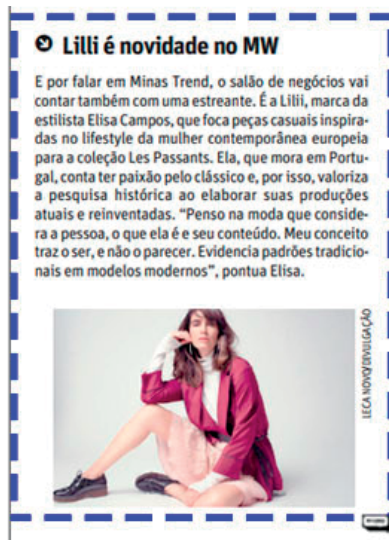 Lilli é novidade no MW
E por falar em Minas Trend, o salão de negócios vai
contar também com uma estreante. É a Lilii, marca da
estilista Elisa Campos, que foca peças casuais inspira-
das no lifestyle da mulher contemporânea europeia
para a coleção Les Passants. Ela, que mora em Portu-
gal, conta ter paixão pelo clássico e, por isso, valoriza
a pesquisa histórica ao elaborar suas produções
atuais e reinventadas. “Penso na moda que conside-
ra a pessoa, o que ela é e seu conteúdo. Meu conceito
traz o ser, e não o parecer. Evidencia padrões tradicio-
nais em modelos modernos”, pontua Elisa.
LECA NOVO/DIVULGAÇÃO